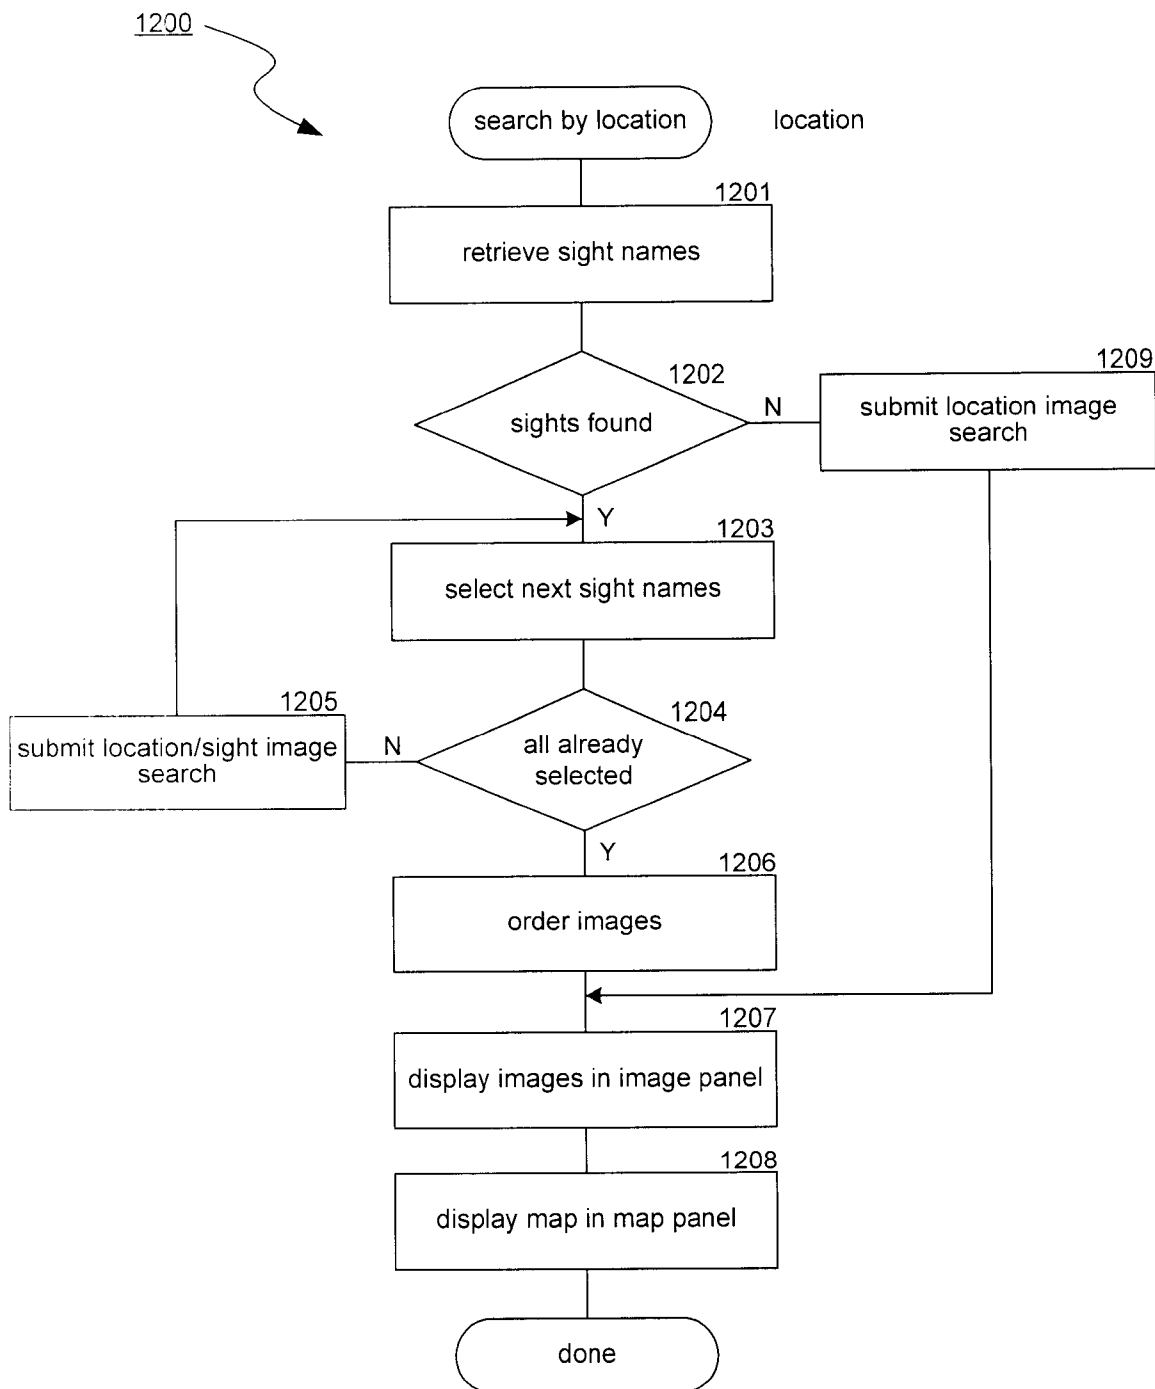 1200
search by location
location
1201
retrieve sight names
1202
sights found
N
1209
submit location image
search
Y
1203
select next sight names
1204
all already
selected
N
1205
submit location/sight image
search
Y
1206
order images
1207
display images in image panel
1208
display map in map panel
done